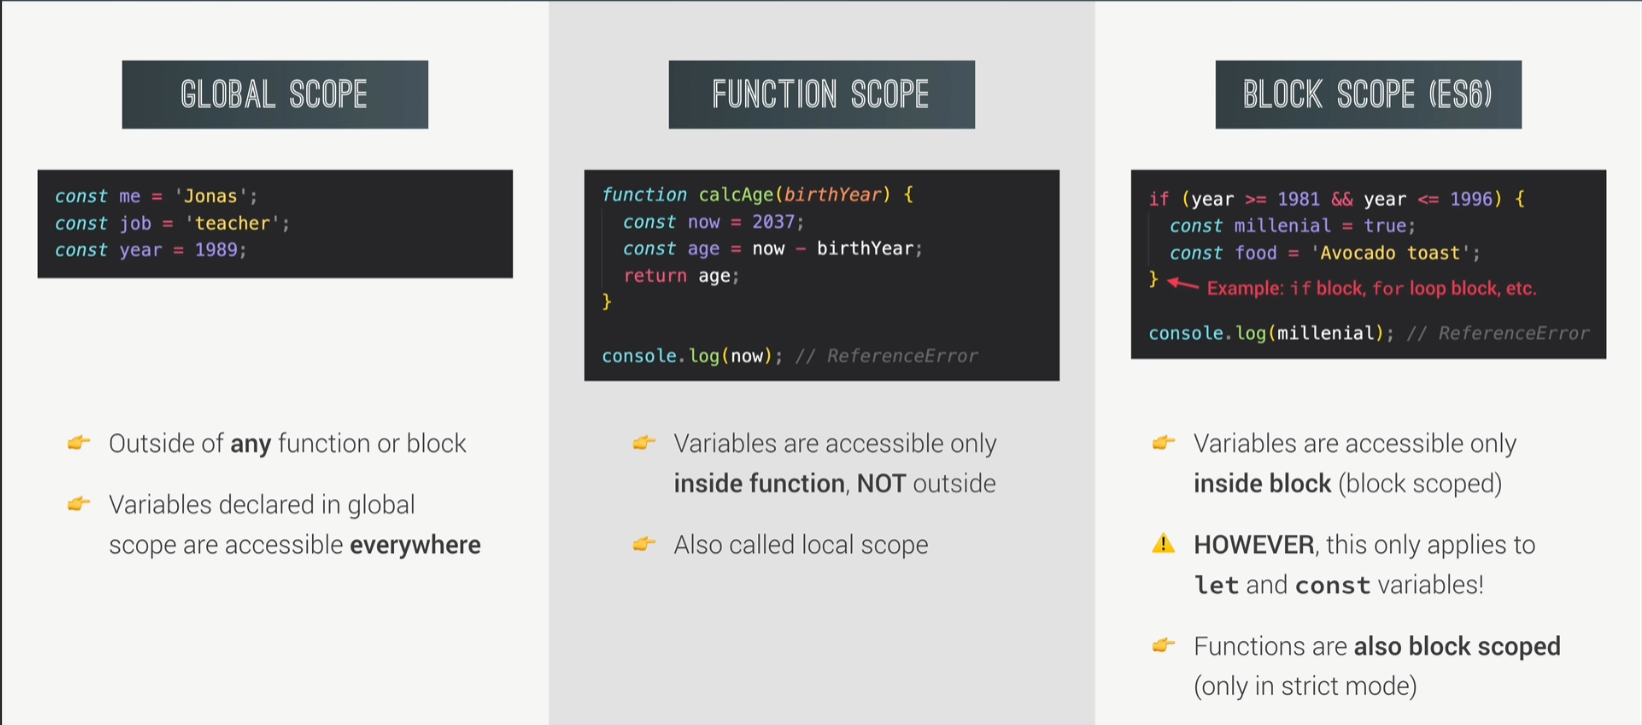 GLOBAL SCOPE
const me = 'Jonas';
const job = 'teacher';
const year = 1989;
Outside of any function or block
Variables declared in global
scope are accessible everywhere
FUNCTION SCOPE
function calcAge(birthYear) {
  const now = 2037;
  const age = now − birthYear;
  return age;
}
console.log(now); // ReferenceError
Variables are accessible only
inside function, NOT outside
Also called local scope
BLOCK SCOPE (ES6)
if (year >= 1981 && year <= 1996) {
  const millenial = true;
  const food = 'Avocado toast';
} Example: if block, for loop block, etc.
console.log(millenial); // ReferenceError
Variables are accessible only
inside block (block scoped)
HOWEVER, this only applies to
let and const variables!
Functions are also block scoped
(only in strict mode)